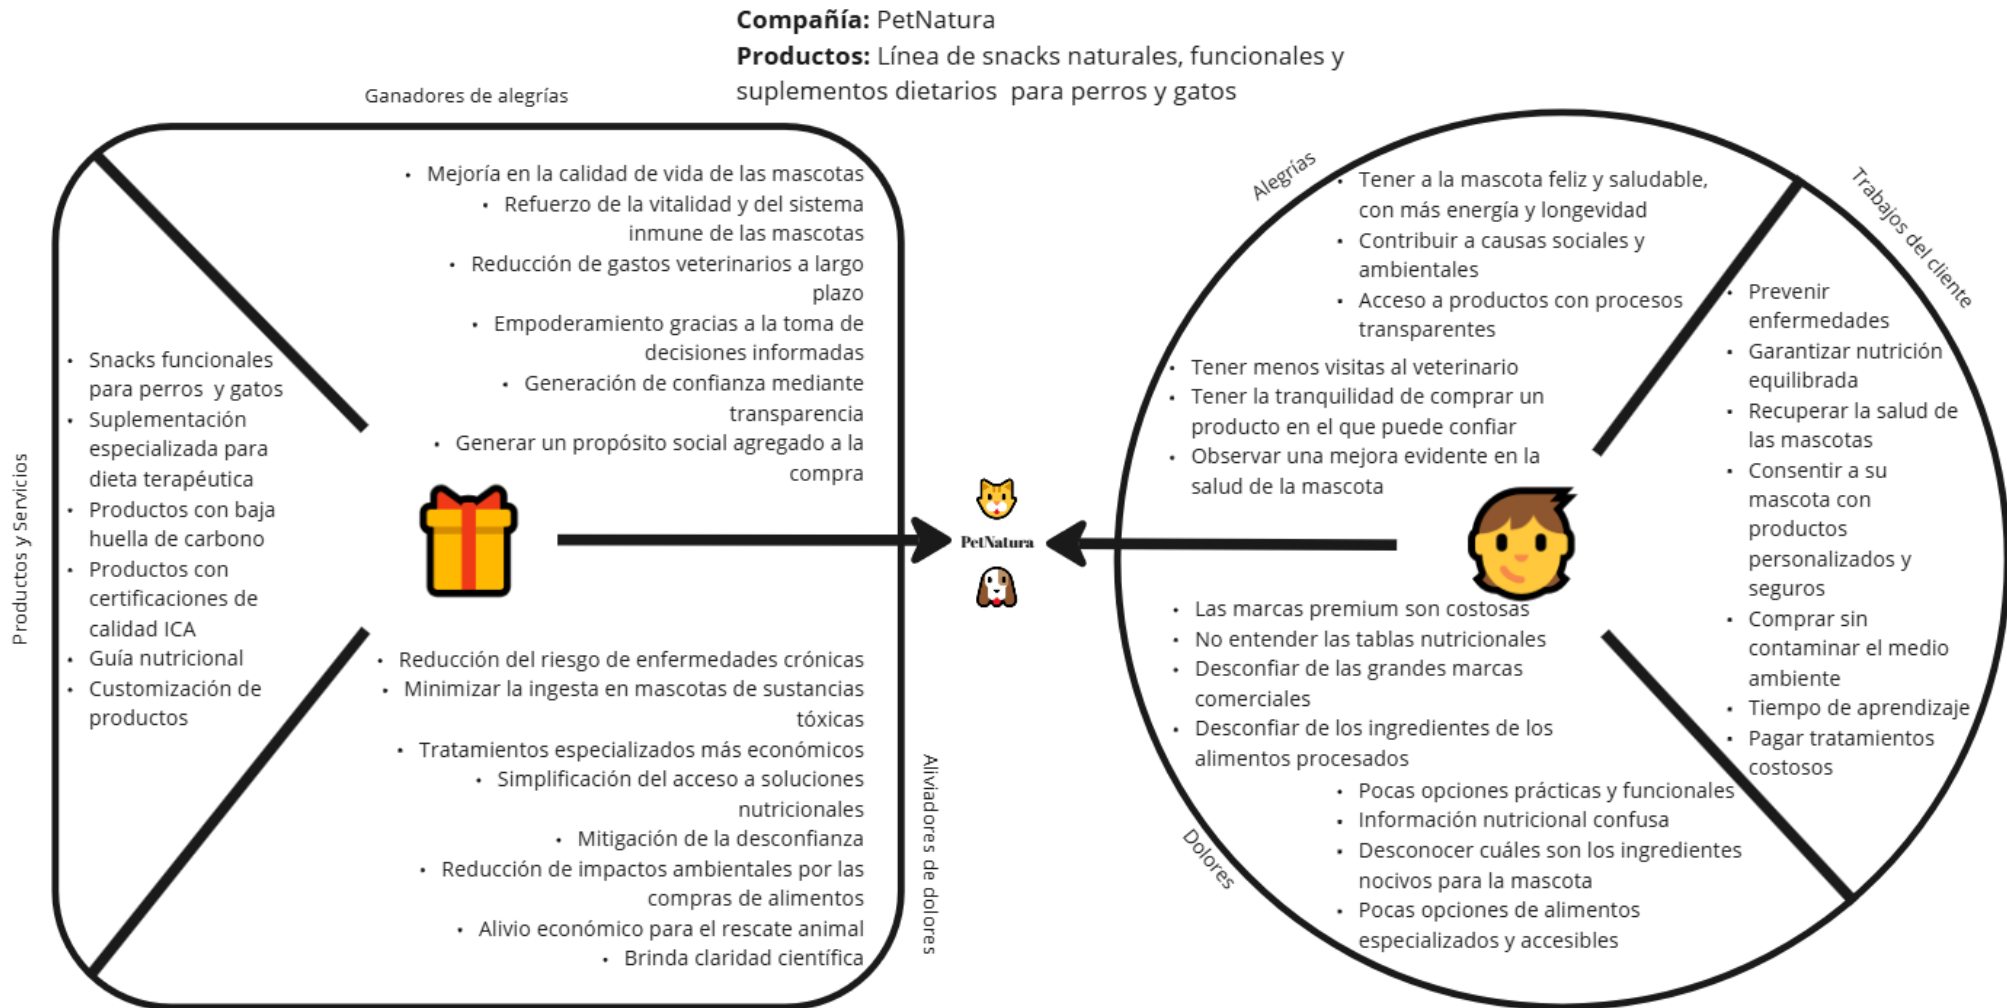 Compañía: PetNatura
Productos: Línea de snacks naturales, funcionales y
suplementos dietarios para perros y gatos
Ganadores de alegrías
• Mejoría en la calidad de vida de las mascotas
• Refuerzo de la vitalidad y del sistema
inmune de las mascotas
• Reducción de gastos veterinarios a largo
plazo
• Empoderamiento gracias a la toma de
decisiones informadas
• Generación de confianza mediante
transparencia
• Generar un propósito social agregado a la
compra
Productos y Servicios
• Snacks funcionales
para perros y gatos
• Suplementación
especializada para
dieta terapéutica
• Productos con baja
huella de carbono
• Productos con
certificaciones de
calidad ICA
• Guía nutricional
• Customización de
productos
• Reducción del riesgo de enfermedades crónicas
• Minimizar la ingesta en mascotas de sustancias
tóxicas
• Tratamientos especializados más económicos
• Simplificación del acceso a soluciones
nutricionales
• Mitigación de la desconfianza
• Reducción de impactos ambientales por las
compras de alimentos
• Alivio económico para el rescate animal
• Brinda claridad científica
Aliviadores de dolores
PetNatura
Alegrías
• Tener a la mascota feliz y saludable,
con más energía y longevidad
• Contribuir a causas sociales y
ambientales
• Acceso a productos con procesos
transparentes
• Tener menos visitas al veterinario
• Tener la tranquilidad de comprar un
producto en el que puede confiar
• Observar una mejora evidente en la
salud de la mascota
Trabajos del cliente
• Prevenir
enfermedades
• Garantizar nutrición
equilibrada
• Recuperar la salud de
las mascotas
• Consentir a su
mascota con
productos
personalizados y
seguros
• Comprar sin
contaminar el medio
ambiente
• Tiempo de aprendizaje
• Pagar tratamientos
costosos
Dolores
• Las marcas premium son costosas
• No entender las tablas nutricionales
• Desconfiar de las grandes marcas
comerciales
• Desconfiar de los ingredientes de los
alimentos procesados
• Pocas opciones prácticas y funcionales
• Información nutricional confusa
• Desconocer cuáles son los ingredientes
nocivos para la mascota
• Pocas opciones de alimentos
especializados y accesibles